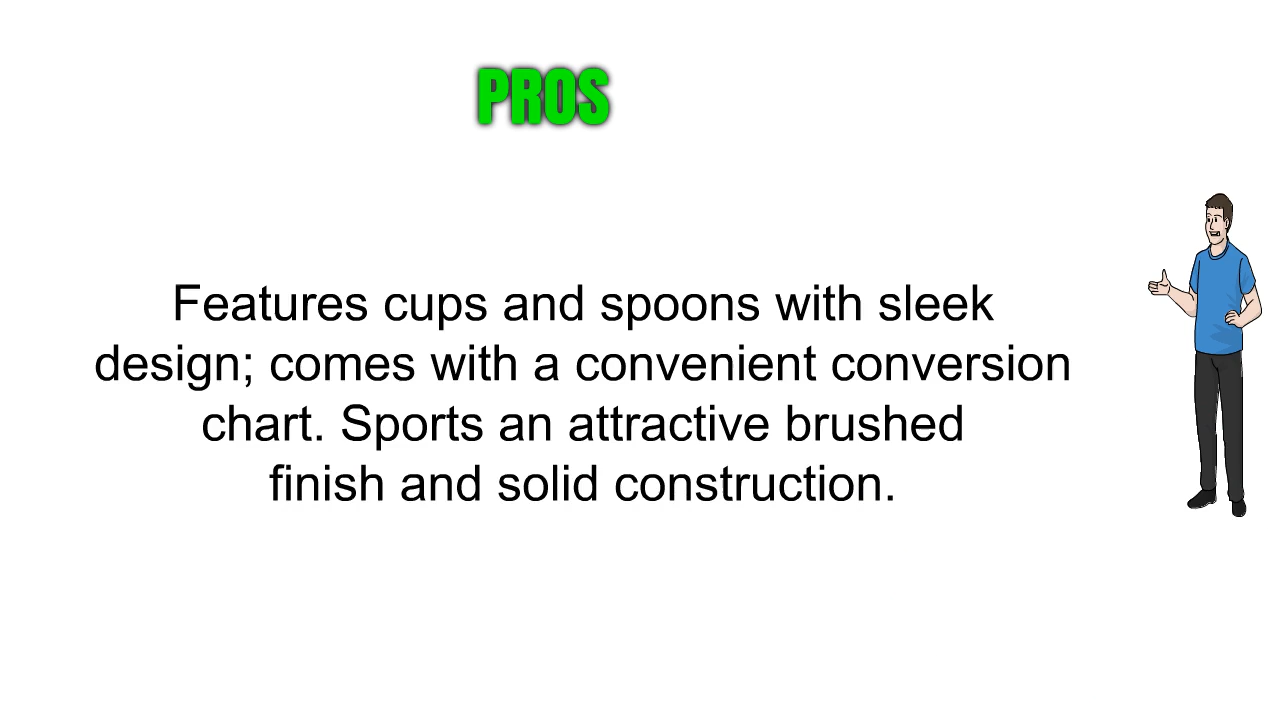 PROS
Features cups and spoons with sleek
design; comes with a convenient conversion
chart. Sports an attractive brushed
finish and solid construction.